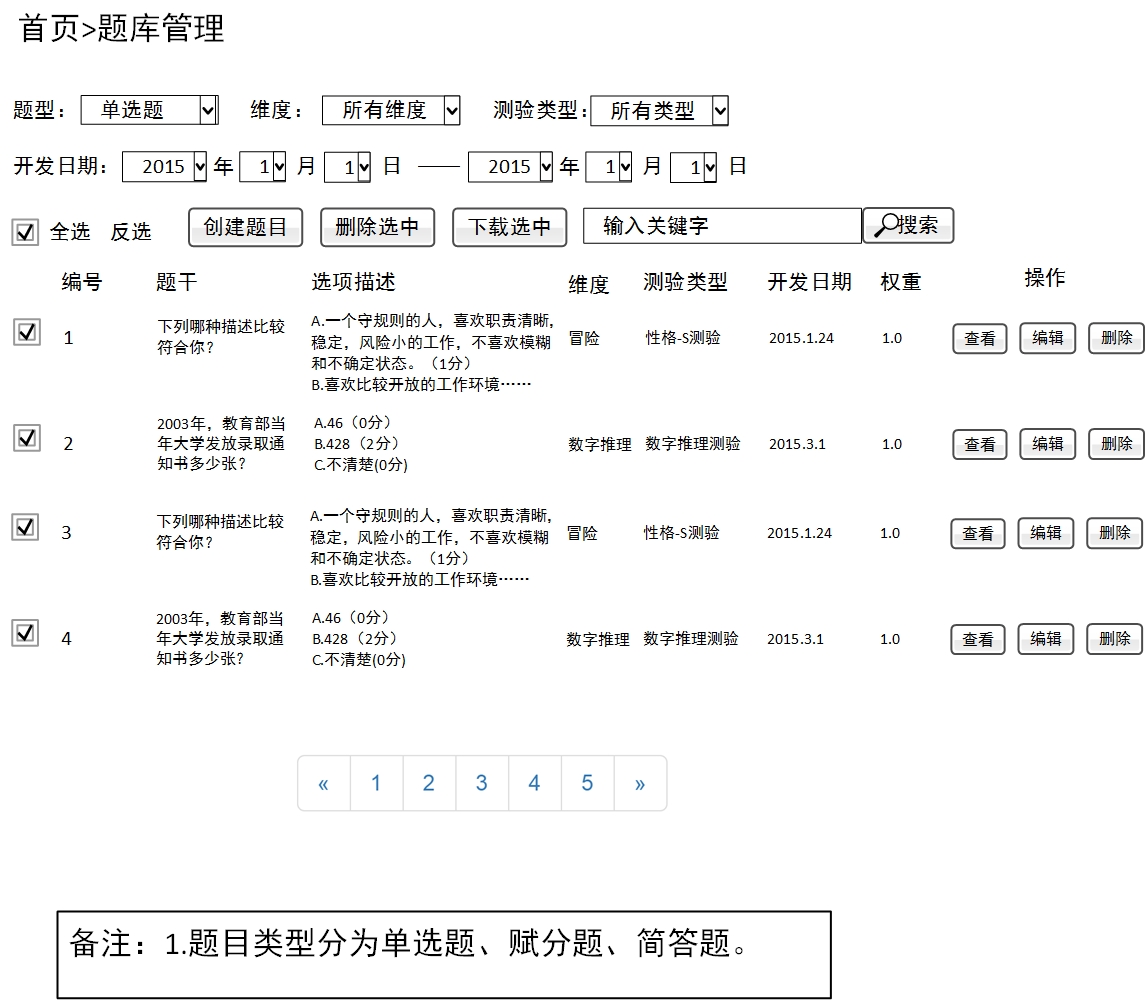 首页>题库管理
题型： 单选题 维度： 所有维度 测验类型： 所有类型
开发日期： 2015 年 1 月 1 日 —— 2015 年 1 月 1 日
全选 反选 创建题目 删除选中 下载选中 输入关键字 搜索
编号 题干 选项描述 维度 测验类型 开发日期 权重 操作
1
下列哪种描述比较
符合你？
A.一个守规则的人，喜欢职责清晰，
稳定，风险小的工作，不喜欢模糊
和不确定状态。（1分）
B.喜欢比较开放的工作环境……
冒险 性格-S测验 2015.1.24 1.0 查看 编辑 删除
2
2003年，教育部当
年大学发放录取通
知书多少张？
A.46（0分）
B.428（2分）
C.不清楚(0分)
数字推理 数字推理测验 2015.3.1 1.0 查看 编辑 删除
3
下列哪种描述比较
符合你？
A.一个守规则的人，喜欢职责清晰，
稳定，风险小的工作，不喜欢模糊
和不确定状态。（1分）
B.喜欢比较开放的工作环境……
冒险 性格-S测验 2015.1.24 1.0 查看 编辑 删除
4
2003年，教育部当
年大学发放录取通
知书多少张？
A.46（0分）
B.428（2分）
C.不清楚(0分)
数字推理 数字推理测验 2015.3.1 1.0 查看 编辑 删除
« 1 2 3 4 5 »
备注：1.题目类型分为单选题、赋分题、简答题。